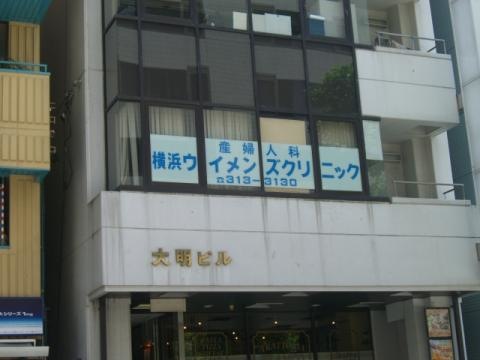 産婦人科
横浜ウイメンズクリニック
☎313-3130
大明ビル